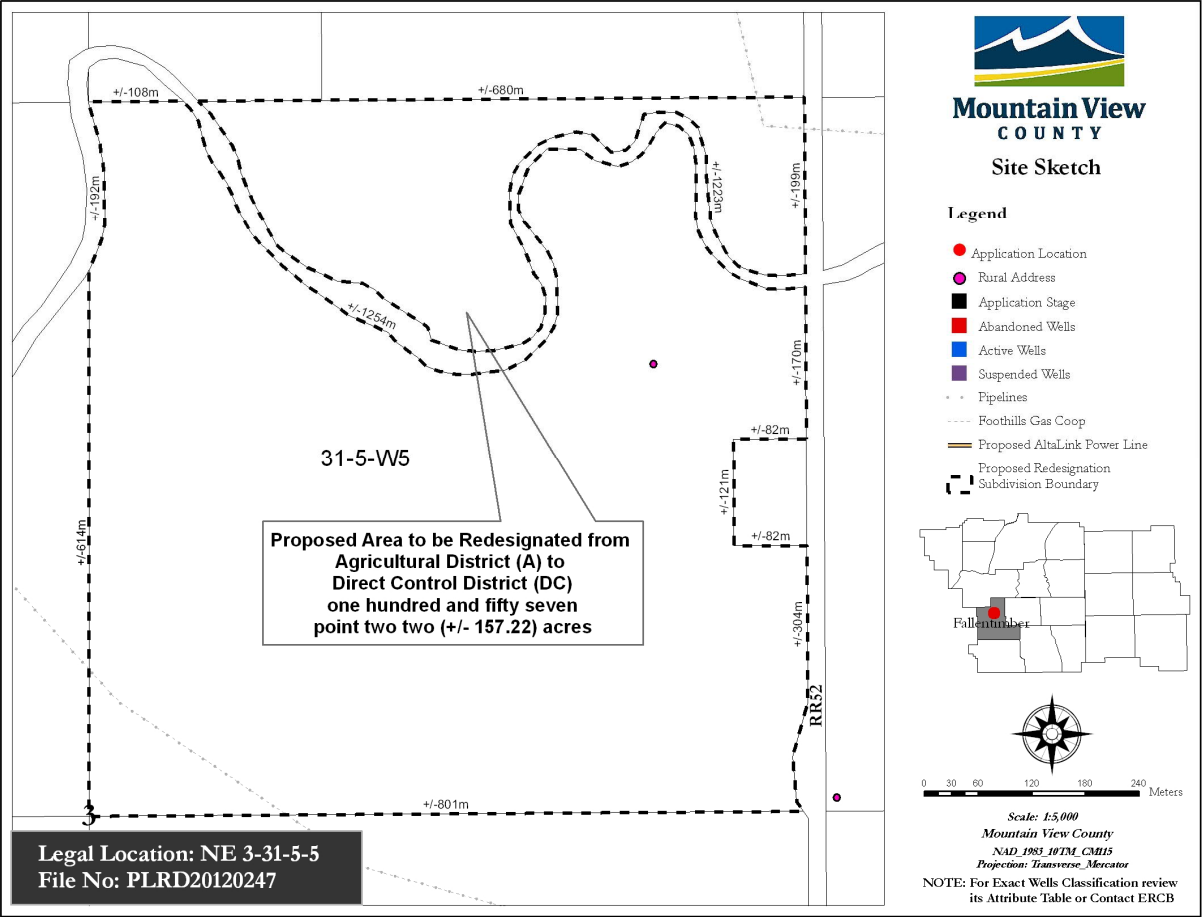 +/-108m
+/-680m
+/-192m
+/-1223m
+/-199m
+/-1254m
+/-170m
+/-82m
31-5-W5
+/-121m
+/-82m
+/-614m
Proposed Area to be Redesignated from
Agricultural District (A) to
Direct Control District (DC)
one hundred and fifty seven
point two two (+/- 157.22) acres
+/-304m
RR52
+/-801m
3
Legal Location: NE 3-31-5-5
File No: PLRD20120247
Mountain View
COUNTY
Site Sketch
Legend
Application Location
Rural Address
Application Stage
Abandoned Wells
Active Wells
Suspended Wells
Pipelines
Foothills Gas Coop
Proposed AltaLink Power Line
Proposed Redesignation
Subdivision Boundary
Fallentimber
0 30 60 120 180 240
Meters
Scale: 1:5,000
Mountain View County
NAD_1983_10TM_CM115
Projection: Transverse_Mercator
NOTE: For Exact Wells Classification review
its Attribute Table or Contact ERCB